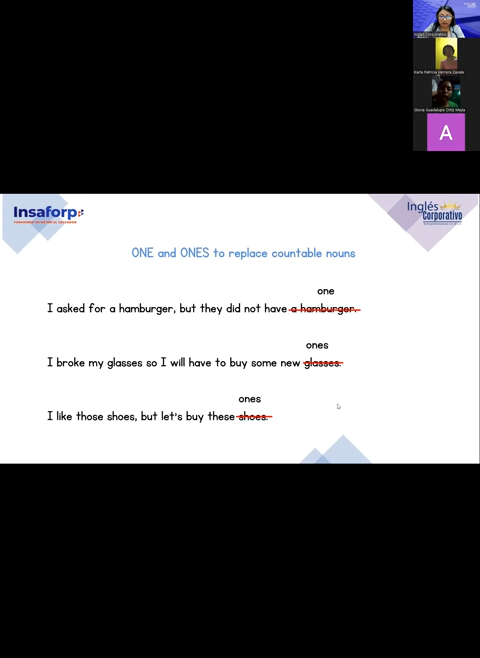 Inglés Corporativo
Karla Patricia Herrera Zavala
Gloria Guadalupe Ortiz Mejia
A
Insaforp
Inglés
Corporativo
ONE and ONES to replace countable nouns
one
I asked for a hamburger, but they did not have a hamburger.
ones
I broke my glasses so I will have to buy some new glasses.
ones
I like those shoes, but let's buy these shoes.